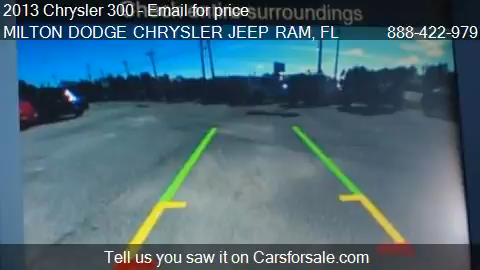 2013 Chrysler 300 - Email for price
MILTON DODGE CHRYSLER JEEP RAM, FL 888-422-979
surroundings
Tell us you saw it on Carsforsale.com